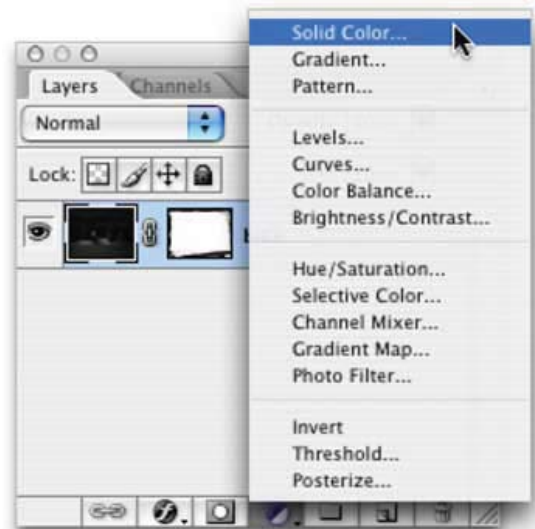 Layers
Channels
Normal
Lock:
Solid Color...
Gradient...
Pattern...
Levels...
Curves...
Color Balance...
Brightness/Contrast...
Hue/Saturation...
Selective Color...
Channel Mixer...
Gradient Map...
Photo Filter...
Invert
Threshold...
Posterize...